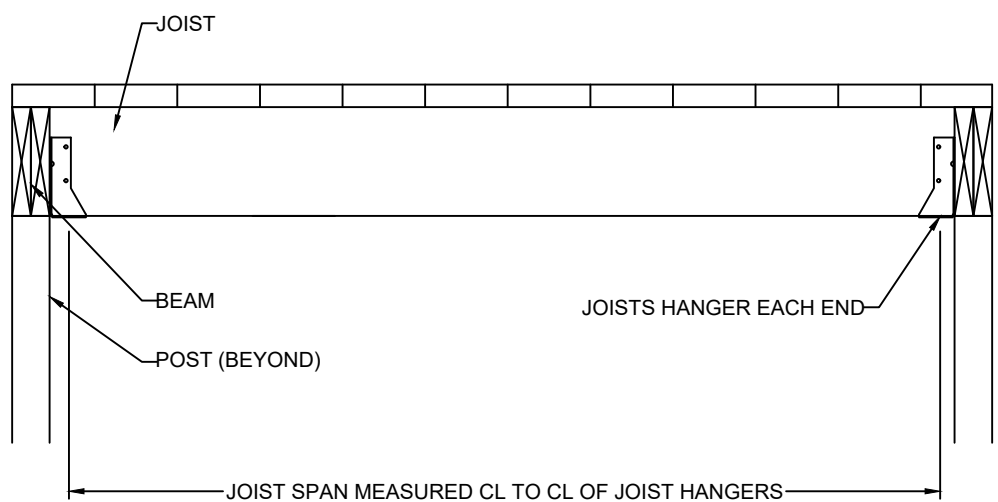 JOIST
BEAM
JOISTS HANGER EACH END
POST (BEYOND)
JOIST SPAN MEASURED CL TO CL OF JOIST HANGERS